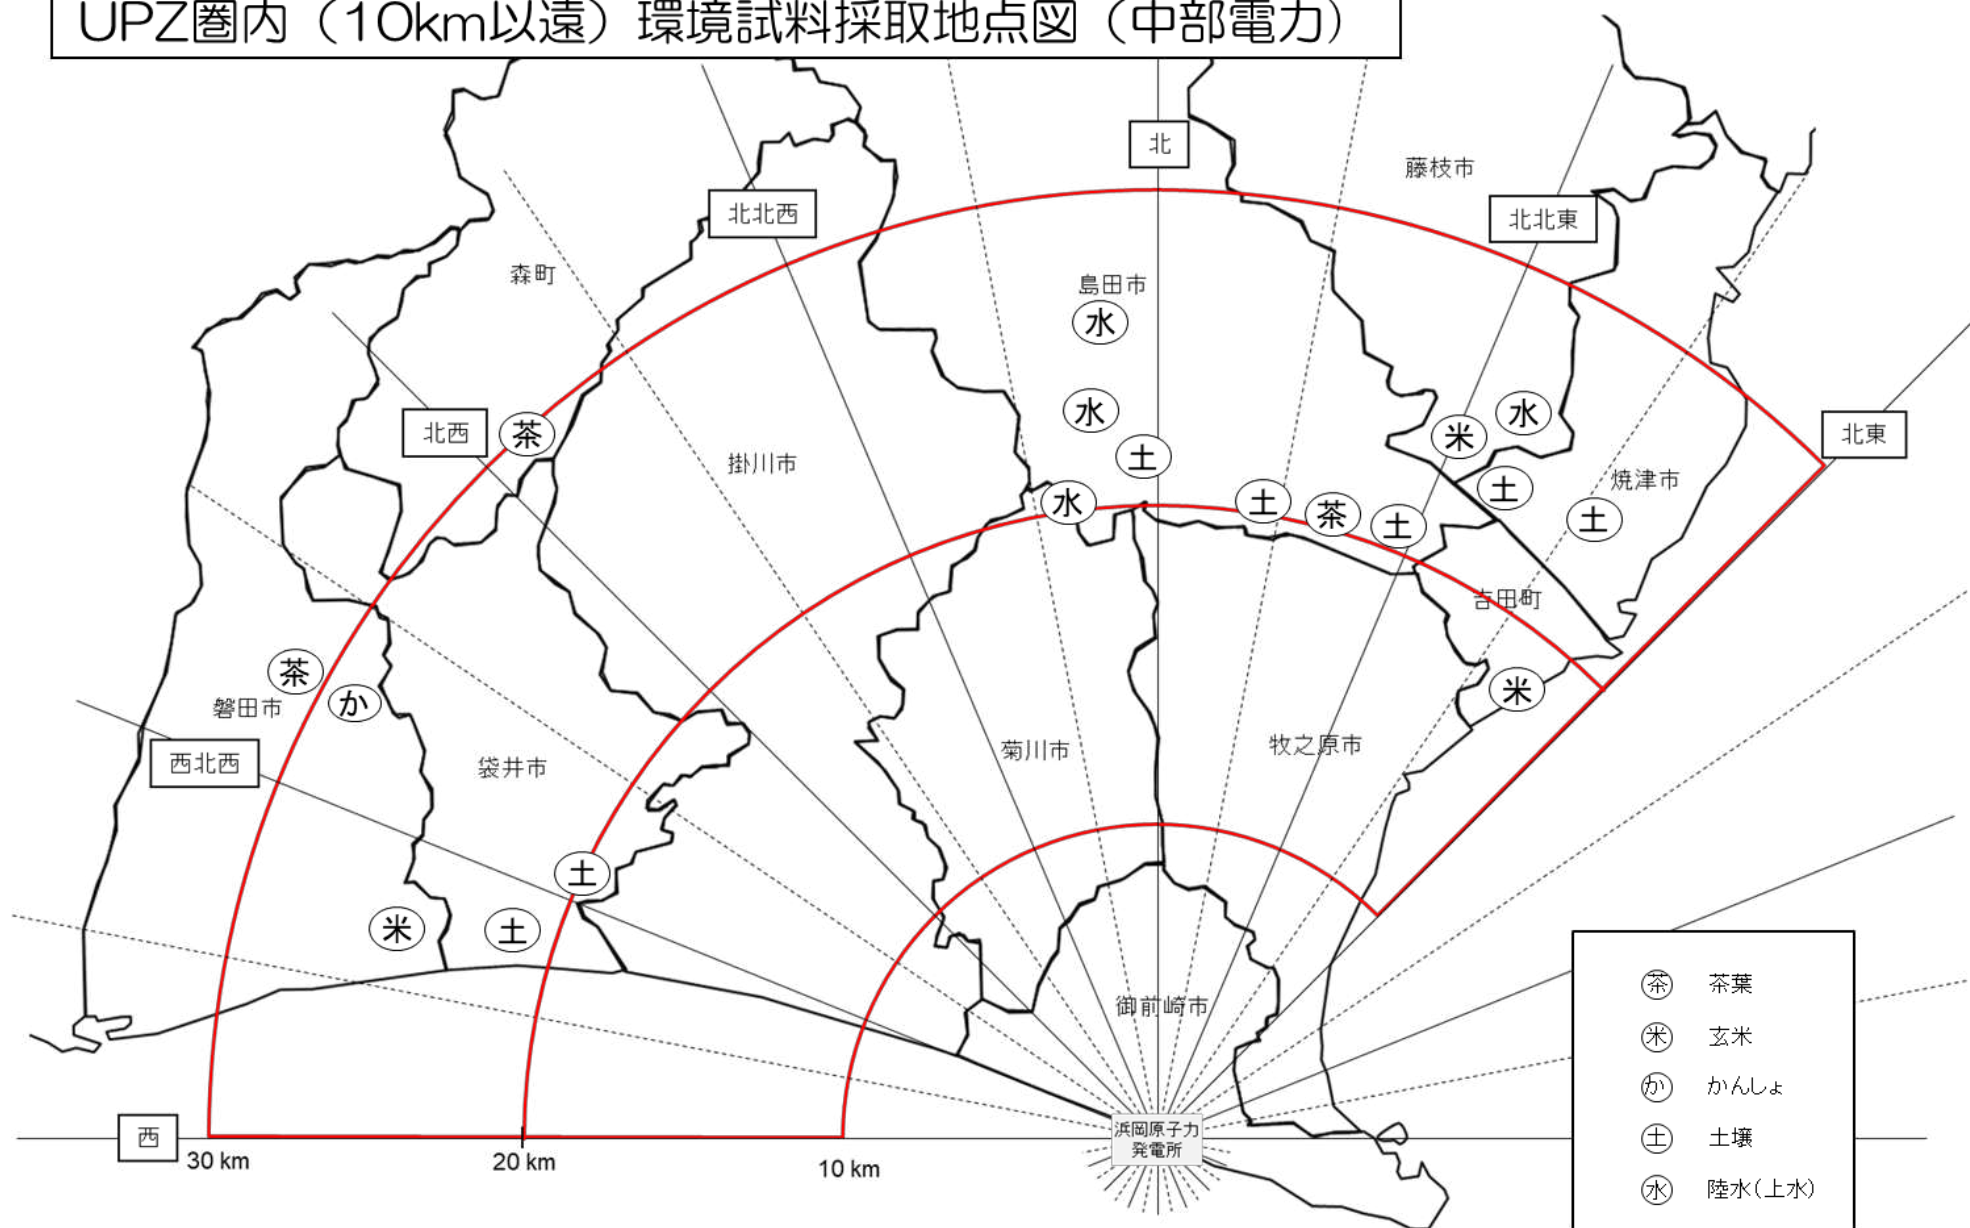 UPZ圏内（10km以遠）環境試料採取地点図（中部電力）
北
藤枝市
北北西
北北東
森町
島田市
水
水
北西
茶
米
水
北東
掛川市
土
土
焼津市
水
土
茶
土
土
吉田町
茶
か
磐田市
米
西北西
袋井市
菊川市
牧之原市
土
米
土
御前崎市
茶 茶葉
米 玄米
か かんしょ
土 土壌
水 陸水(上水)
浜岡原子力
発電所
西
30 km
20 km
10 km